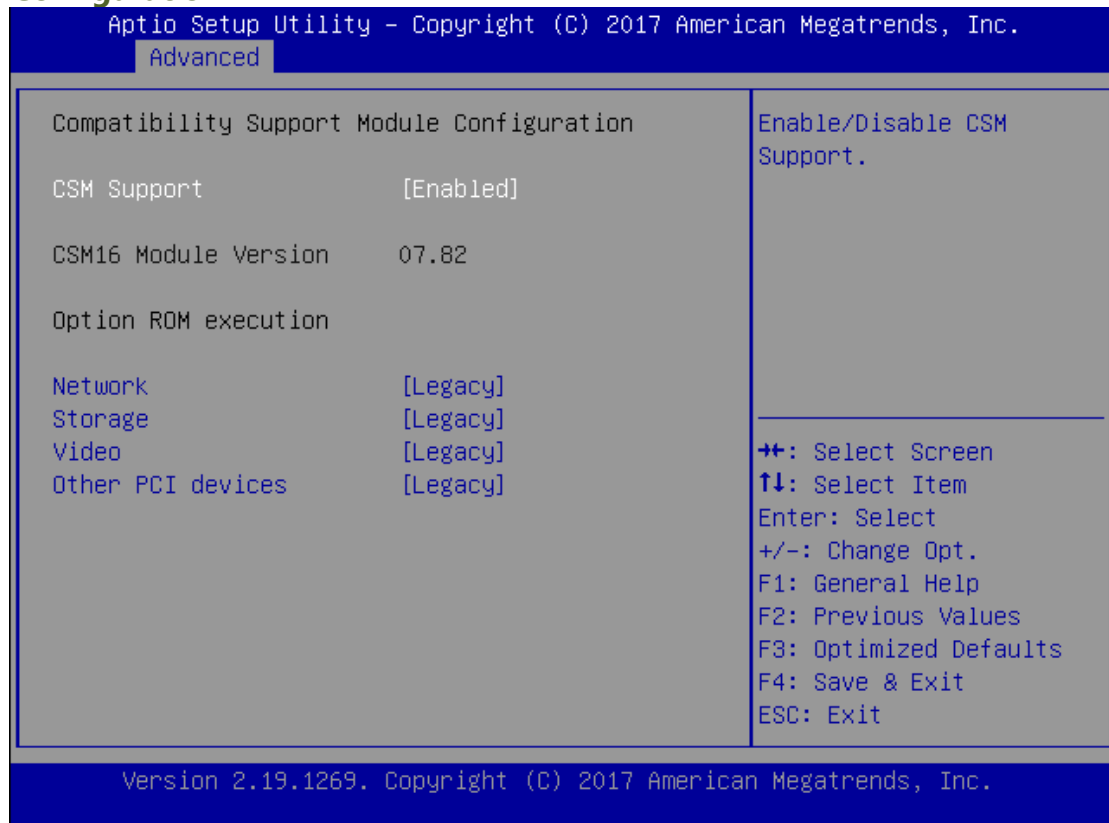 Aptio Setup Utility – Copyright (C) 2017 American Megatrends, Inc.
Advanced
Compatibility Support Module Configuration
CSM Support [Enabled]
CSM16 Module Version 07.82
Option ROM execution
Network [Legacy]
Storage [Legacy]
Video [Legacy]
Other PCI devices [Legacy]
Enable/Disable CSM
Support.
→←: Select Screen
↑↓: Select Item
Enter: Select
+/-: Change Opt.
F1: General Help
F2: Previous Values
F3: Optimized Defaults
F4: Save & Exit
ESC: Exit
Version 2.19.1269. Copyright (C) 2017 American Megatrends, Inc.